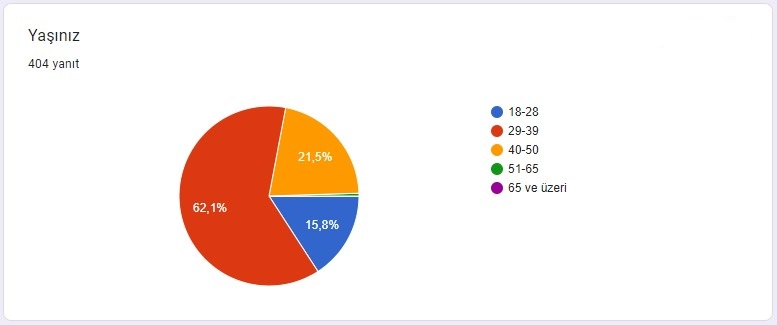 Yaşınız
404 yanıt
18-28
29-39
40-50
51-65
65 ve üzeri
21,5%
62,1%
15,8%